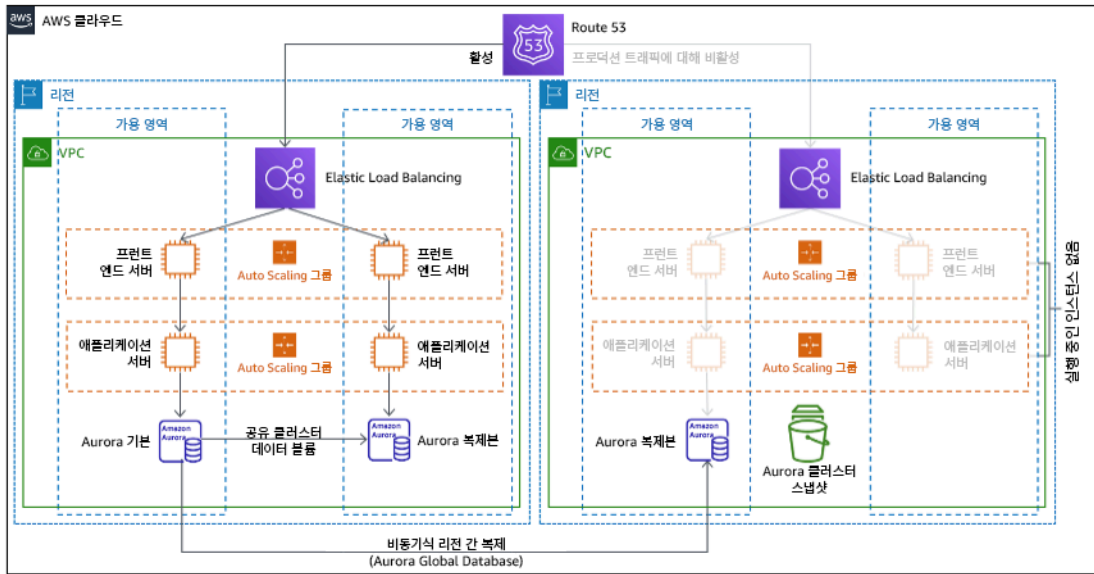 aws
AWS 클라우드
Route 53
53
활성
프로덕션 트래픽에 대해 비활성
리전
가용 영역
가용 영역
VPC
Elastic Load Balancing
프런트
엔드 서버
Auto Scaling 그룹
프런트
엔드 서버
애플리케이션
서버
Auto Scaling 그룹
애플리케이션
서버
Aurora 기본
Amazon
Aurora
공유 클러스터
데이터 볼륨
Amazon
Aurora
Aurora 복제본
리전
가용 영역
가용 영역
VPC
Elastic Load Balancing
프런트
엔드 서버
Auto Scaling 그룹
프런트
엔드 서버
애플리케이션
서버
Auto Scaling 그룹
애플리케이션
서버
실행 중인 인스턴스 없음
Aurora 복제본
Amazon
Aurora
Aurora 클러스터
스냅샷
비동기식 리전 간 복제
(Aurora Global Database)